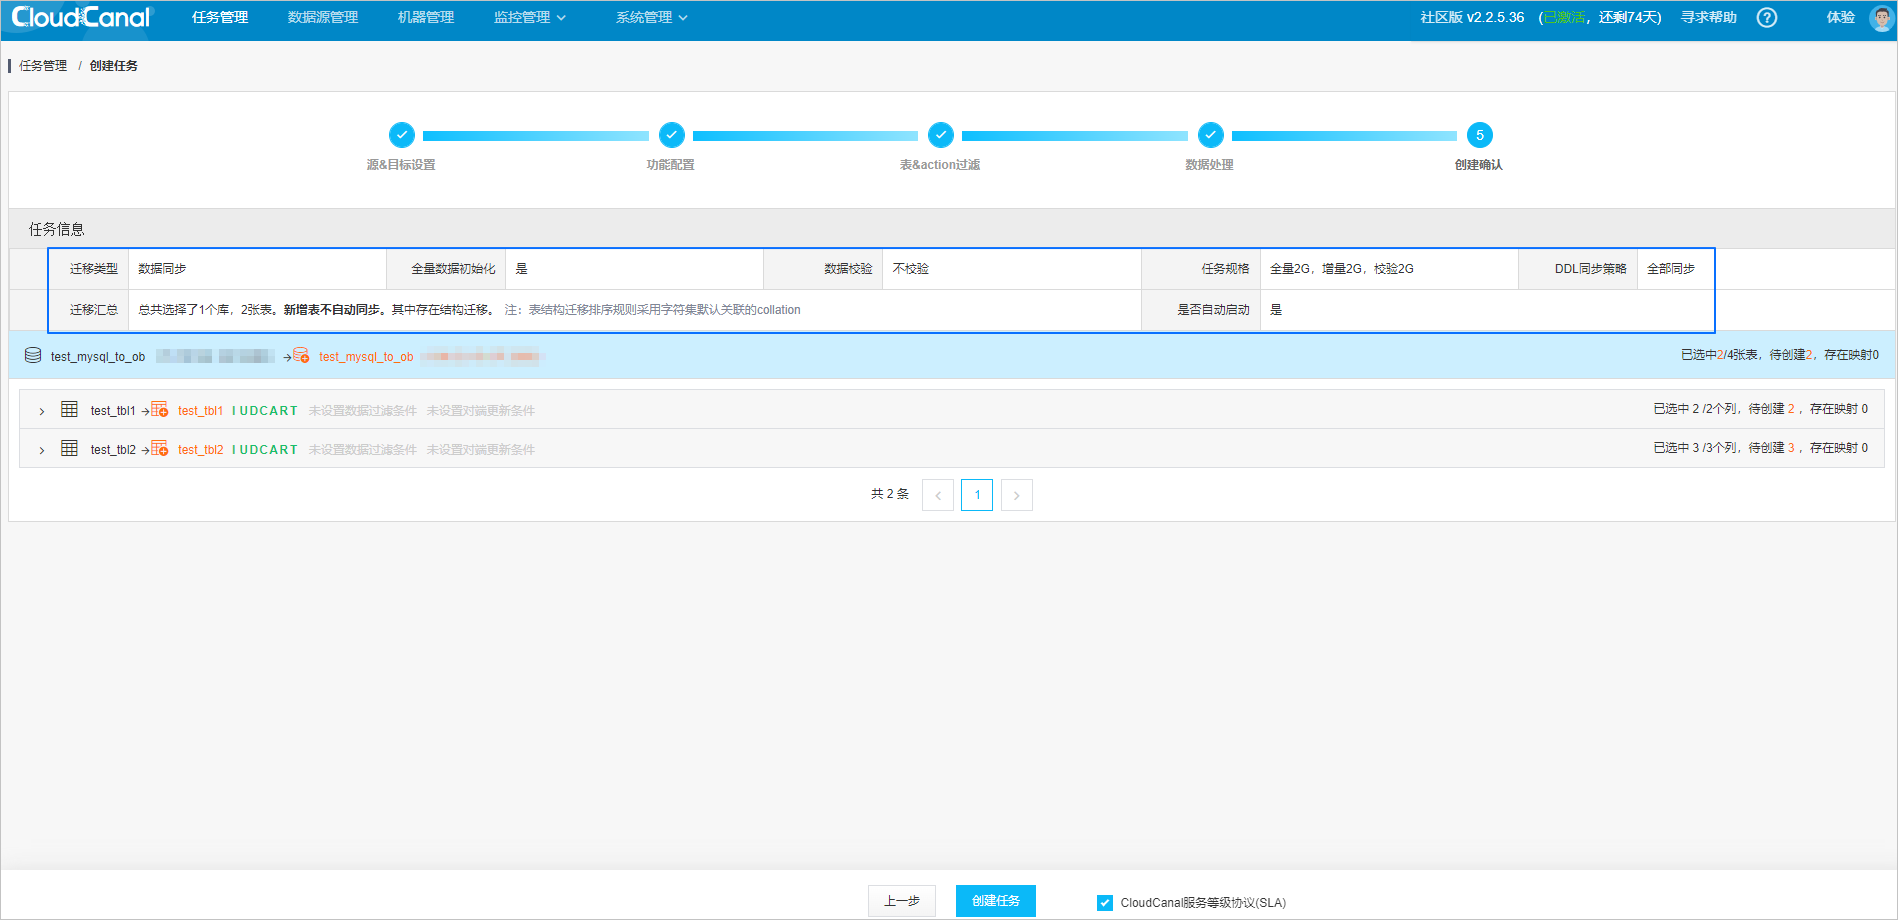 CloudCanal 任务管理 数据源管理 机器管理 监控管理 系统管理 社区版 v2.2.5.36 (已激活，还剩74天) 寻求帮助 ? 体验
任务管理 / 创建任务
5
源&目标设置 功能配置 表&action过滤 数据处理 创建确认
任务信息
迁移类型 数据同步 全量数据初始化 是 数据校验 不校验 任务规格 全量2G，增量2G，校验2G DDL同步策略 全部同步
迁移汇总 总共选择了1个库，2张表。新增表不自动同步。其中存在结构迁移。 注：表结构迁移排序规则采用字符集默认关联的collation 是否自动启动 是
test_mysql_to_ob → test_mysql_to_ob 已选中2/4张表，待创建2，存在映射0
test_tbl1 → test_tbl1 I U D C A R T 未设置数据过滤条件 未设置对端更新条件 已选中 2 /2个列，待创建 2 ，存在映射 0
test_tbl2 → test_tbl2 I U D C A R T 未设置数据过滤条件 未设置对端更新条件 已选中 3 /3个列，待创建 3 ，存在映射 0
共 2 条 < 1 >
上一步 创建任务 CloudCanal服务等级协议(SLA)